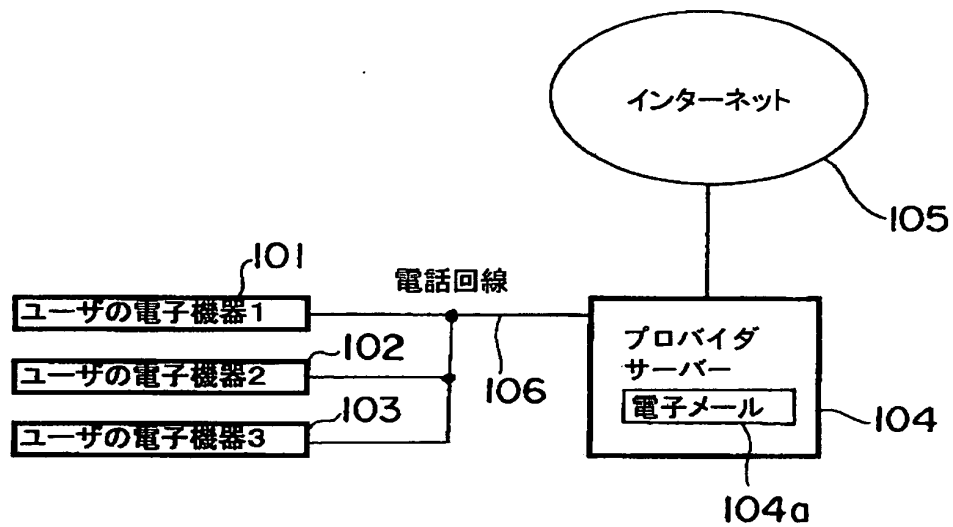 インターネット
105
101
電話回線
ユーザの電子機器1
プロバイダ
サーバー
102
ユーザの電子機器2
106
電子メール
104
103
ユーザの電子機器3
104a